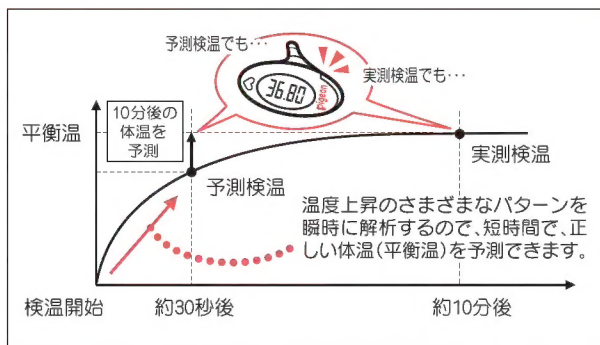 予測検温でも…
実測検温でも…
36.80
Pigeon
10分後の
体温を
予測
平衡温
予測検温
実測検温
温度上昇のさまざまなパターンを
瞬時に解析するので、短時間で、正
しい体温(平衡温)を予測できます。
検温開始
約30秒後
約10分後